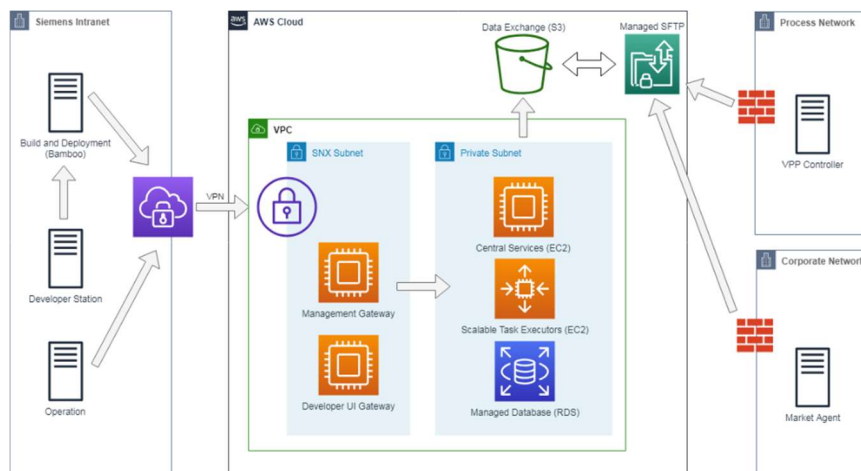 Siemens Intranet
Build and Deployment
(Bamboo)
Developer Station
Operation
VPN
aws
AWS Cloud
Data Exchange (S3)
Managed SFTP
VPC
SNX Subnet
Management Gateway
Developer UI Gateway
Private Subnet
Central Services (EC2)
Scalable Task Executors (EC2)
Managed Database (RDS)
Process Network
VPP Controller
Corporate Network
Market Agent